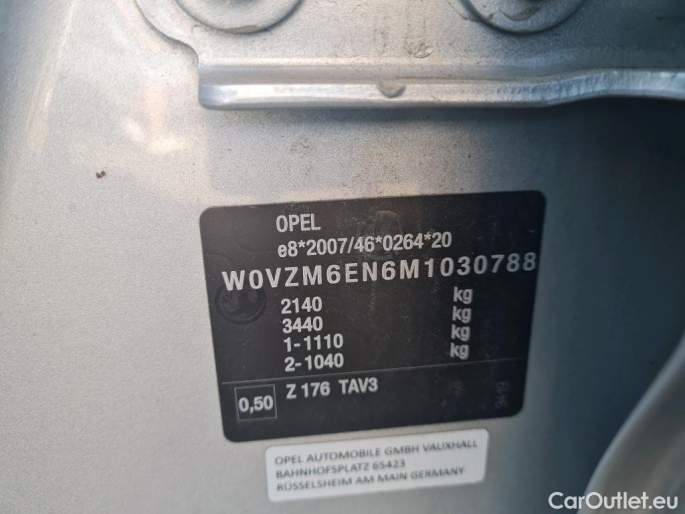 OPEL
e8*2007/46*0264*20
W0VZM6EN6M1030788
2140 kg
3440 kg
1-1110 kg
2-1040 kg
0,50 Z 176 TAV3
OPEL AUTOMOBILE GMBH VAUXHALL
BAHNHOFSPLATZ 65423
RÜSSELSHEIM AM MAIN GERMANY
CarOutlet.eu